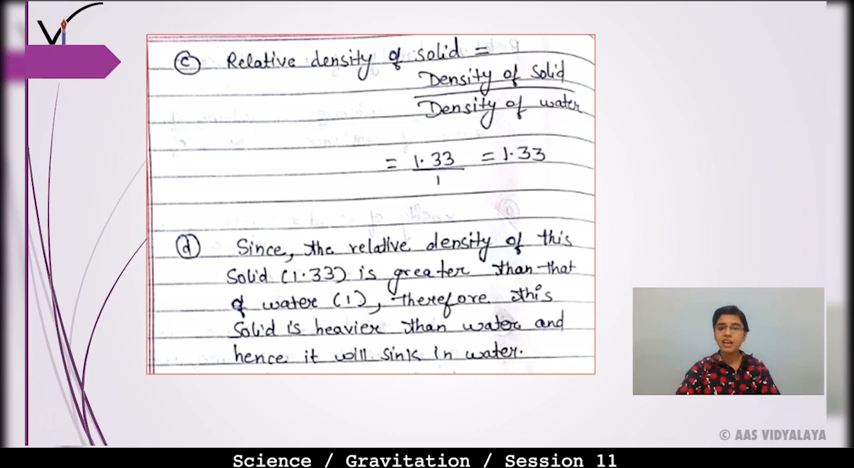 Vi
(c) Relative density of solid =
Density of Solid
Density of water
= 1.33 = 1.33
1
(d) Since, the relative density of this
Solid (1.33) is greater than that
of water (1), therefore this
Solid is heavier than water and
hence it will sink in water.
© AAS VIDYALAYA
Science / Gravitation / Session 11